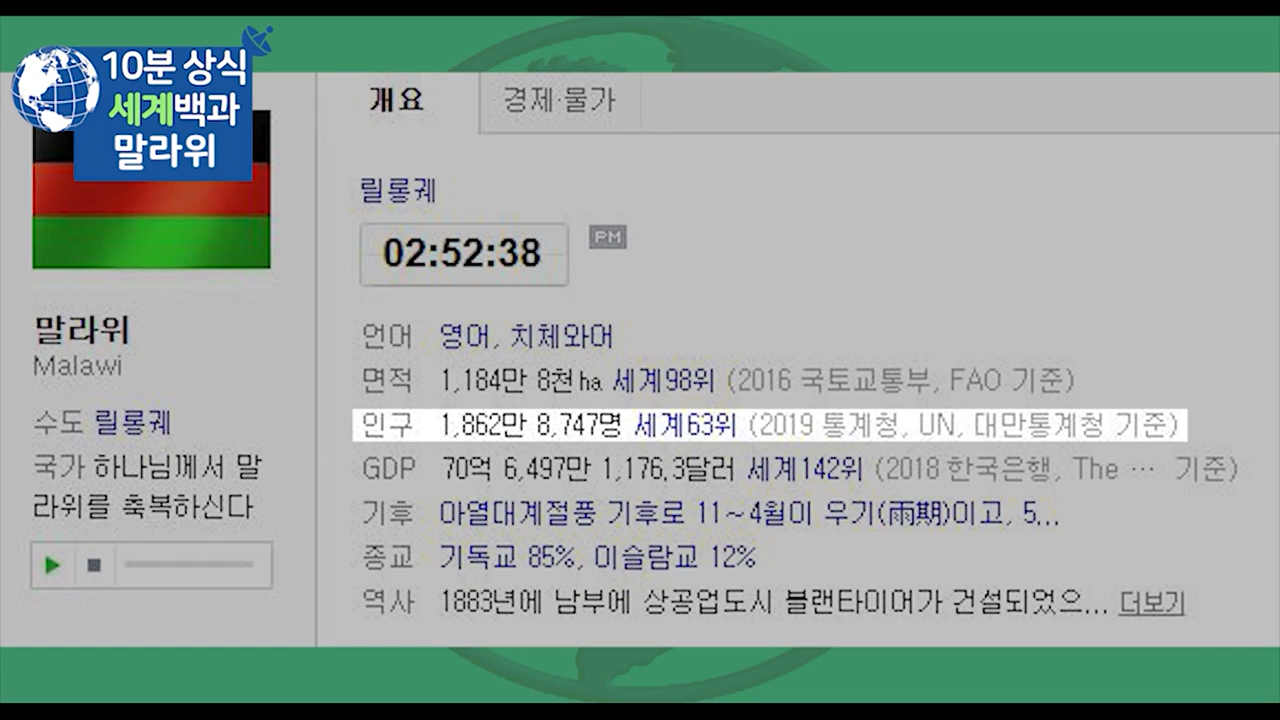 10분 상식
세계백과
말라위
말라위
Malawi
수도 릴롱궤
국가 하나님께서 말
라위를 축복하신다
개요
경제·물가
릴롱궤
02:52:38 PM
언어 영어, 치체와어
면적 1,184만 8천㏊ 세계98위 (2016 국토교통부, FAO 기준)
인구 1,862만 8,747명 세계63위 (2019 통계청, UN, 대만통계청 기준)
GDP 70억 6,497만 1,176.3달러 세계142위 (2018 한국은행, The … 기준)
기후 아열대계절풍 기후로 11~4월이 우기(雨期)이고, 5...
종교 기독교 85%, 이슬람교 12%
역사 1883년에 남부에 상공업도시 블랜타이어가 건설되었으... 더보기